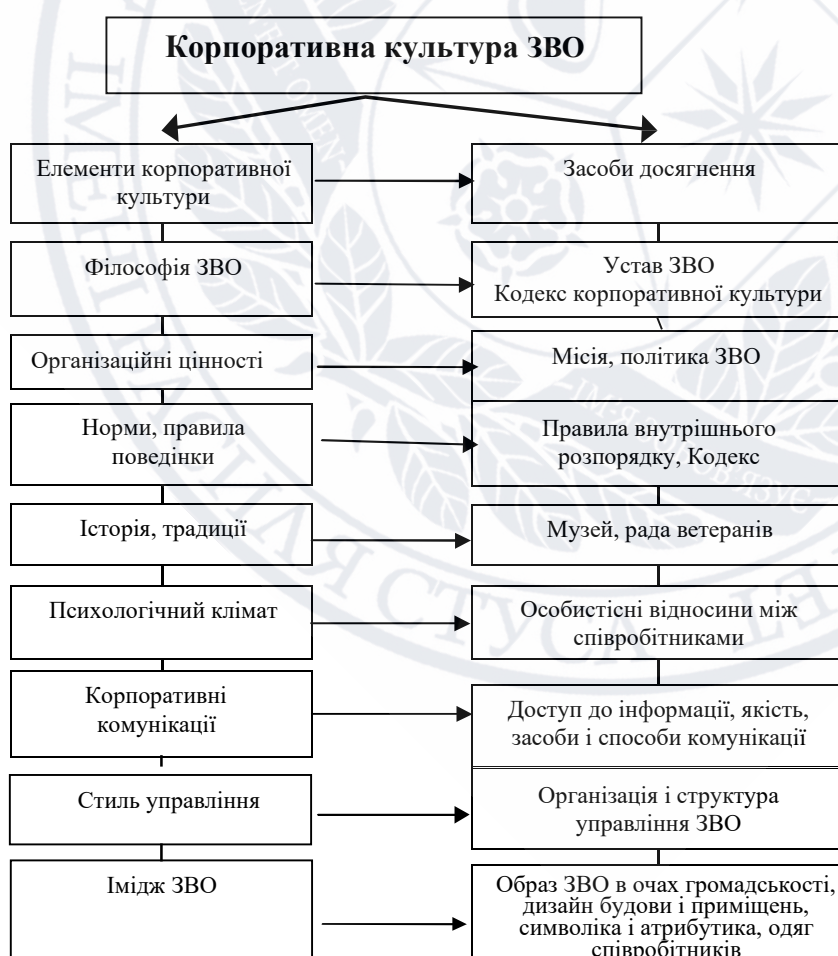 Корпоративна культура ЗВО
Елементи корпоративної
культури
Засоби досягнення
Філософія ЗВО
Устав ЗВО
Кодекс корпоративної культури
Організаційні цінності
Місія, політика ЗВО
Норми, правила
поведінки
Правила внутрішнього
розпорядку, Кодекс
Історія, традиції
Музей, рада ветеранів
Психологічний клімат
Особистісні відносини між
співробітниками
Корпоративні
комунікації
Доступ до інформації, якість,
засоби і способи комунікації
Стиль управління
Організація і структура
управління ЗВО
Імідж ЗВО
Образ ЗВО в очах громадськості,
дизайн будови і приміщень,
символіка і атрибутика, одяг
співробітників
ІМЕНІ ВАСИЛЯ СТУСА